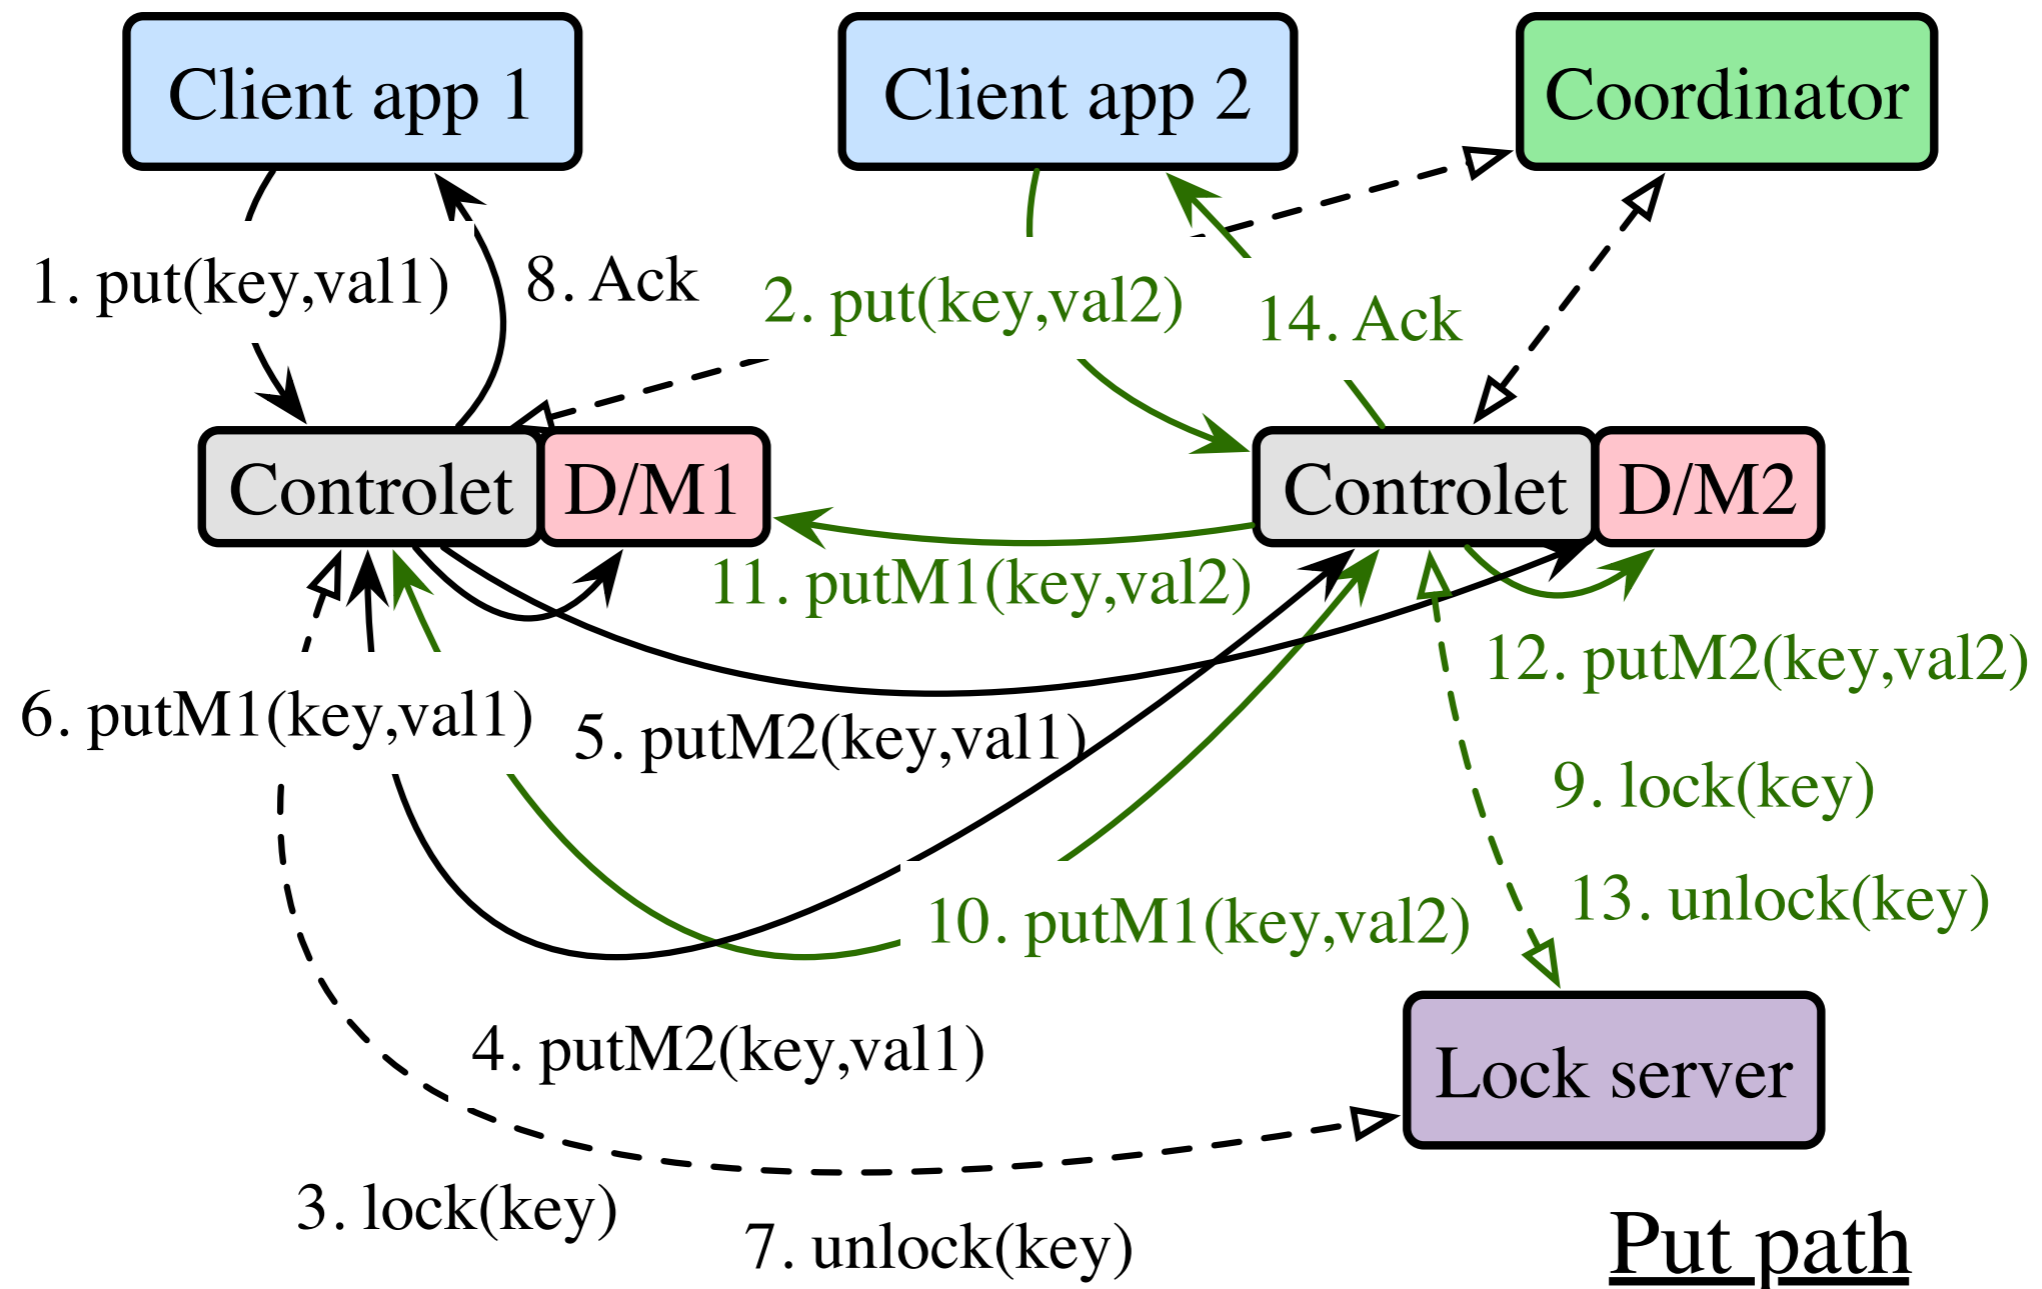 Client app 1
Client app 2
Coordinator
1. put(key,val1)
8. Ack
2. put(key,val2)
14. Ack
Controlet
D/M1
Controlet
D/M2
11. putM1(key,val2)
12. putM2(key,val2)
6. putM1(key,val1)
5. putM2(key,val1)
9. lock(key)
13. unlock(key)
10. putM1(key,val2)
4. putM2(key,val1)
Lock server
3. lock(key)
7. unlock(key)
Put path